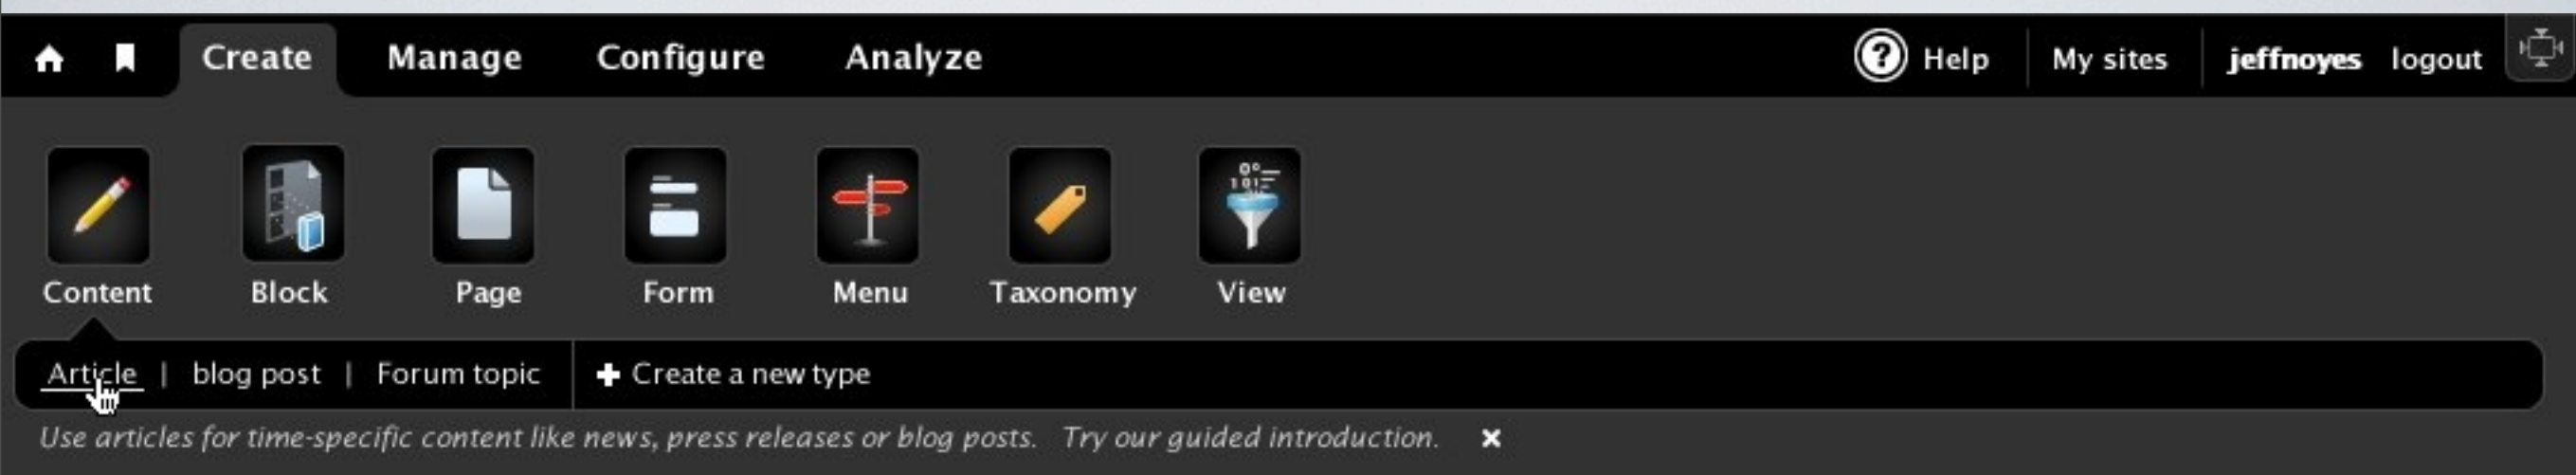 Create Manage Configure Analyze Help My sites jeffnoyes logout
Content Block Page Form Menu Taxonomy View
Article | blog post | Forum topic Create a new type
Use articles for time-specific content like news, press releases or blog posts. Try our guided introduction.